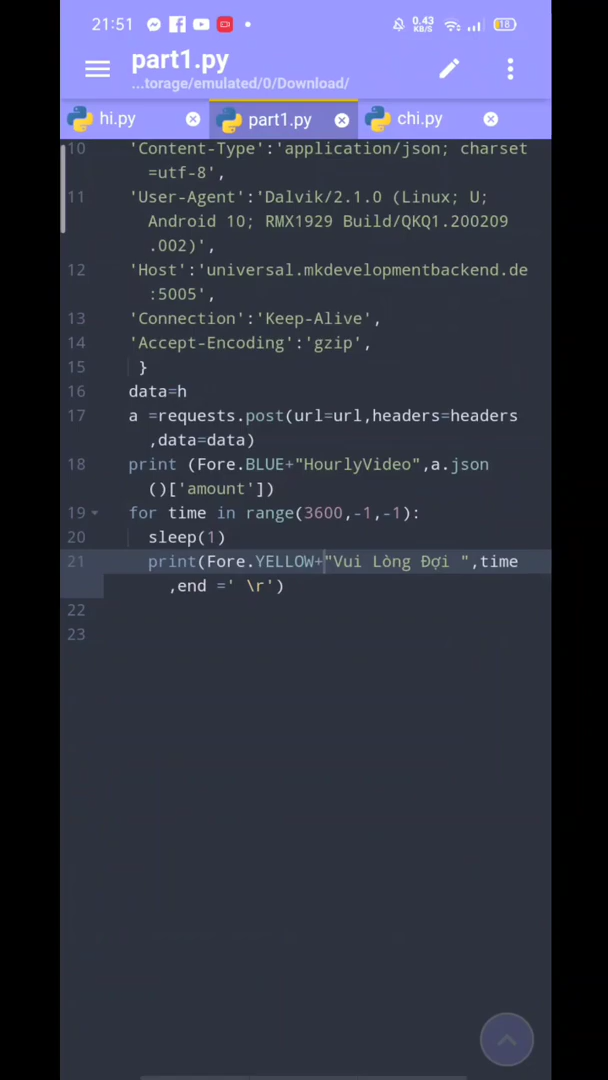 21:51 0.43 KB/S 18
part1.py
...torage/emulated/0/Download/
hi.py part1.py chi.py
10 'Content-Type':'application/json; charset
=utf-8',
11 'User-Agent':'Dalvik/2.1.0 (Linux; U;
Android 10; RMX1929 Build/QKQ1.200209
.002)',
12 'Host':'universal.mkdevelopmentbackend.de
:5005',
13 'Connection':'Keep-Alive',
14 'Accept-Encoding':'gzip',
15 }
16 data=h
17 a =requests.post(url=url,headers=headers
,data=data)
18 print (Fore.BLUE+"HourlyVideo",a.json
()['amount'])
19 for time in range(3600,-1,-1):
20 sleep(1)
21 print(Fore.YELLOW+"Vui Lòng Đợi ",time
,end =' \r')
22
23